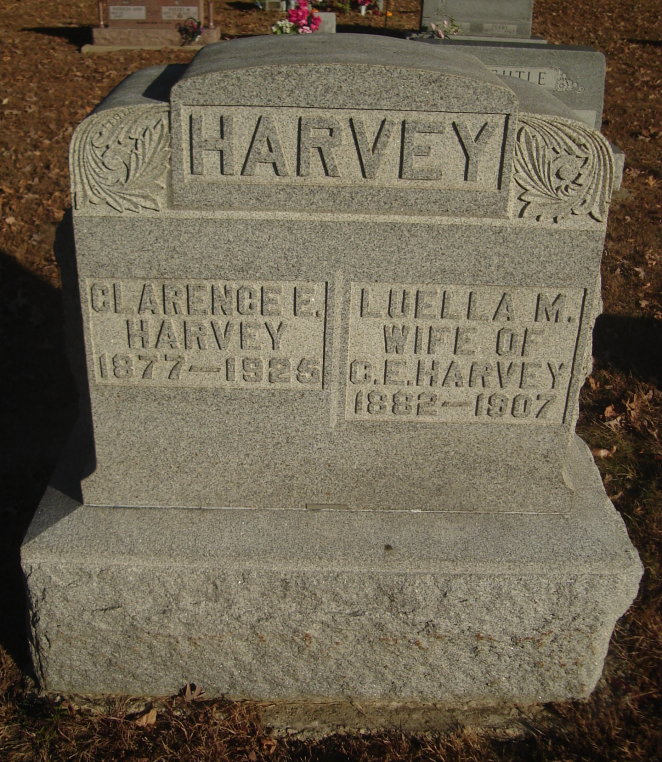 HARVEY
CLARENCE E.
HARVEY
1877—1925
LUELLA M.
WIFE OF
C.E. HARVEY
1882—1907